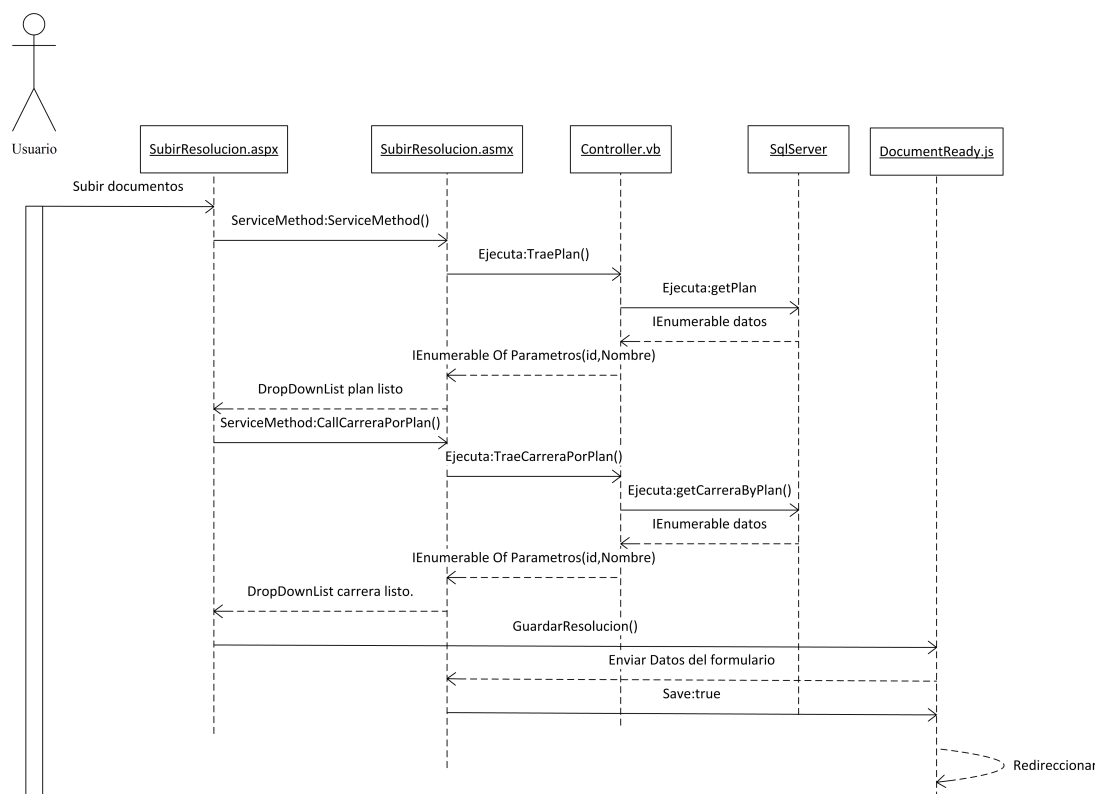 Usuario
SubirResolucion.aspx
SubirResolucion.asmx
Controller.vb
SqlServer
DocumentReady.js
Subir documentos
ServiceMethod:ServiceMethod()
Ejecuta:TraePlan()
Ejecuta:getPlan
IEnumerable datos
IEnumerable Of Parametros(id,Nombre)
DropDownList plan listo
ServiceMethod:CallCarreraPorPlan()
Ejecuta:TraeCarreraPorPlan()
Ejecuta:getCarreraByPlan()
IEnumerable datos
IEnumerable Of Parametros(id,Nombre)
DropDownList carrera listo.
GuardarResolucion()
Enviar Datos del formulario
Save:true
Redireccionar